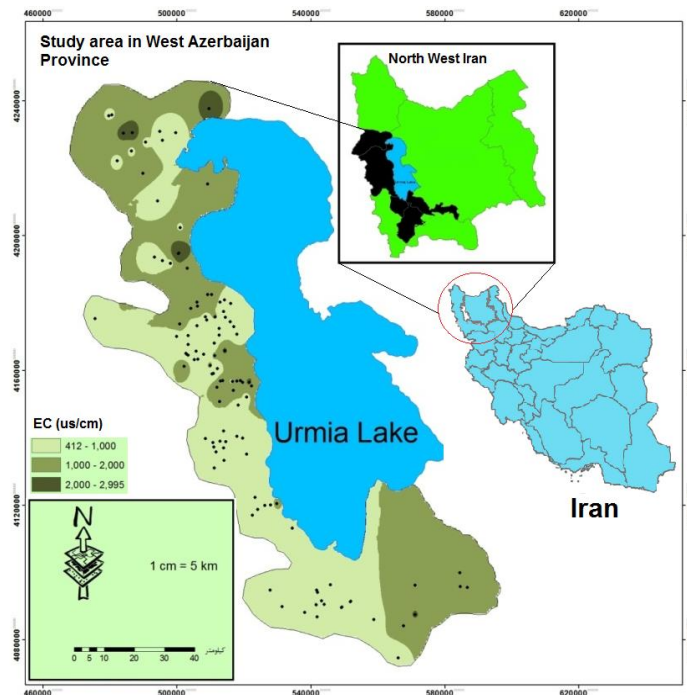 460000 500000 540000 580000 620000
Study area in West Azerbaijan
Province
North West Iran
4240000
4200000
4160000
4120000
4080000
Urmia Lake
Iran
EC (us/cm)
412 - 1,000
1,000 - 2,000
2,000 - 2,995
N
1 cm = 5 km
0 5 10 20 30 40 کیلومتر
460000 500000 540000 580000 620000